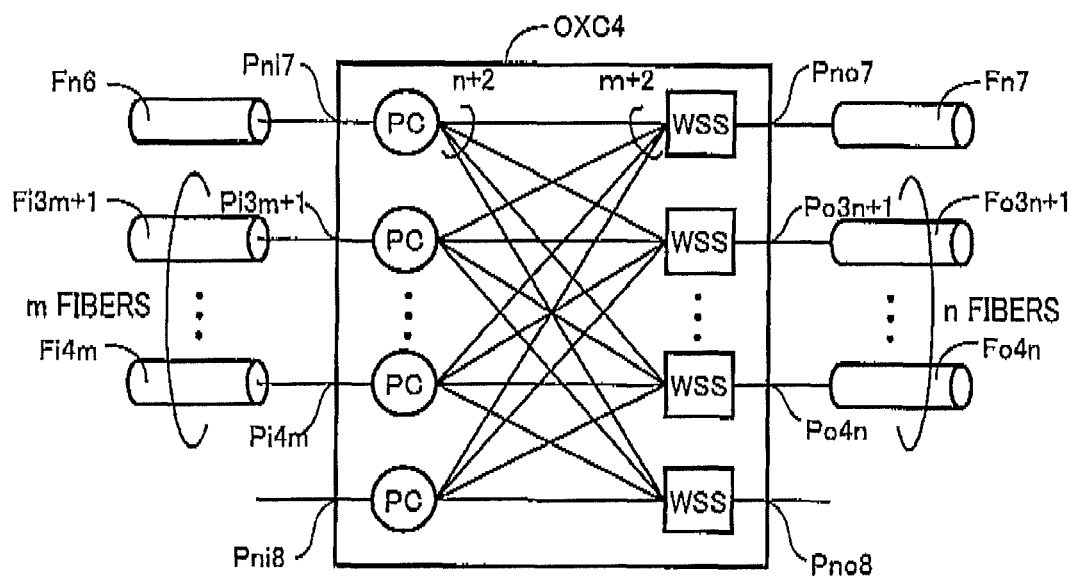 OXC4
Fn6
Pni7
n+2
m+2
Pno7
Fn7
PC
WSS
Fi3m+1
Pi3m+1
PC
WSS
Po3n+1
Fo3n+1
m FIBERS
n FIBERS
Fi4m
PC
WSS
Fo4n
Pi4m
Po4n
PC
WSS
Pni8
Pno8